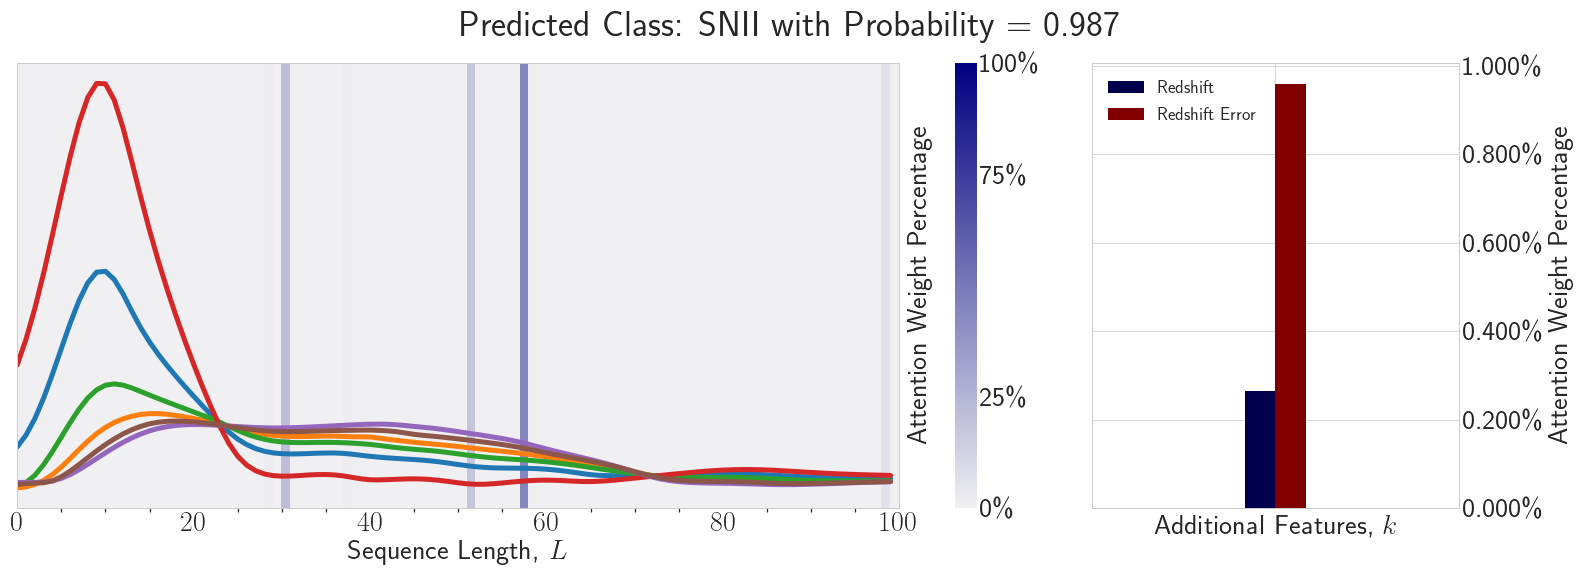 Predicted Class: SNII with Probability = 0.987
0
20
40
60
80
100
Sequence Length, L
100%
75%
25%
0%
Attention Weight Percentage
Redshift
Redshift Error
1.000%
0.800%
0.600%
0.400%
0.200%
0.000%
Attention Weight Percentage
Additional Features, k